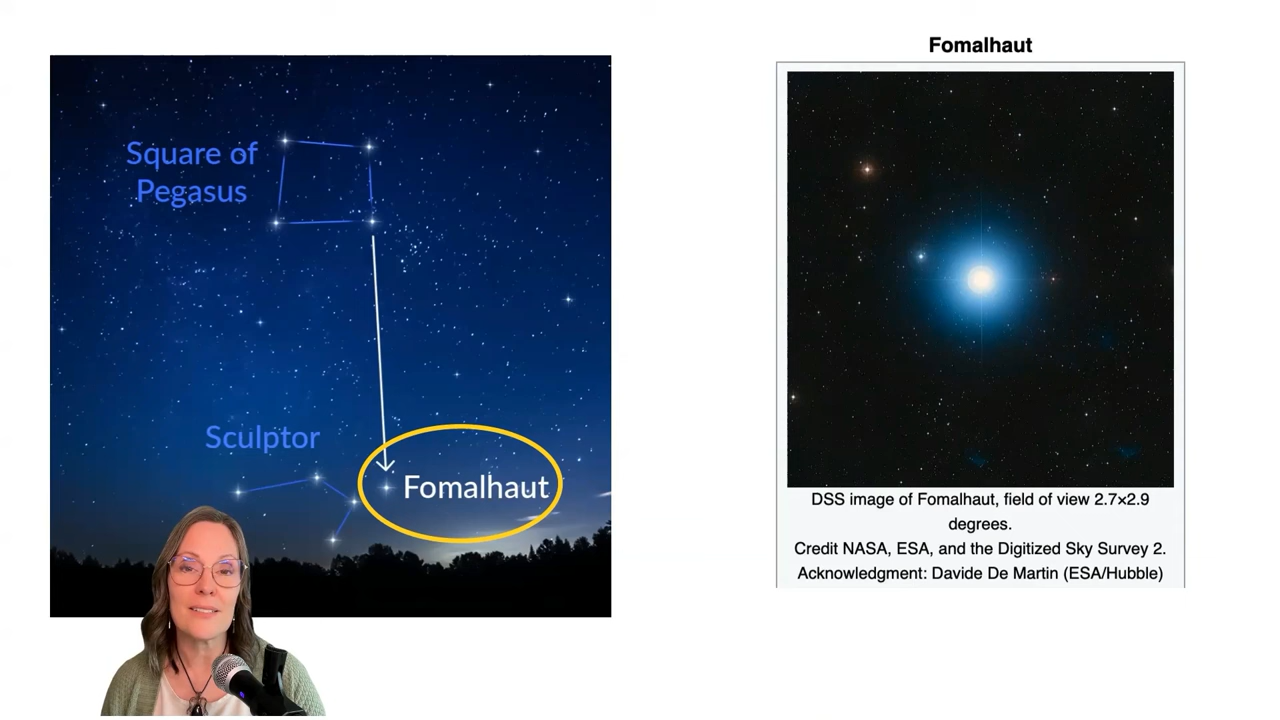 Square of
Pegasus
Sculptor
Fomalhaut
Fomalhaut
DSS image of Fomalhaut, field of view 2.7×2.9
degrees.
Credit NASA, ESA, and the Digitized Sky Survey 2.
Acknowledgment: Davide De Martin (ESA/Hubble)